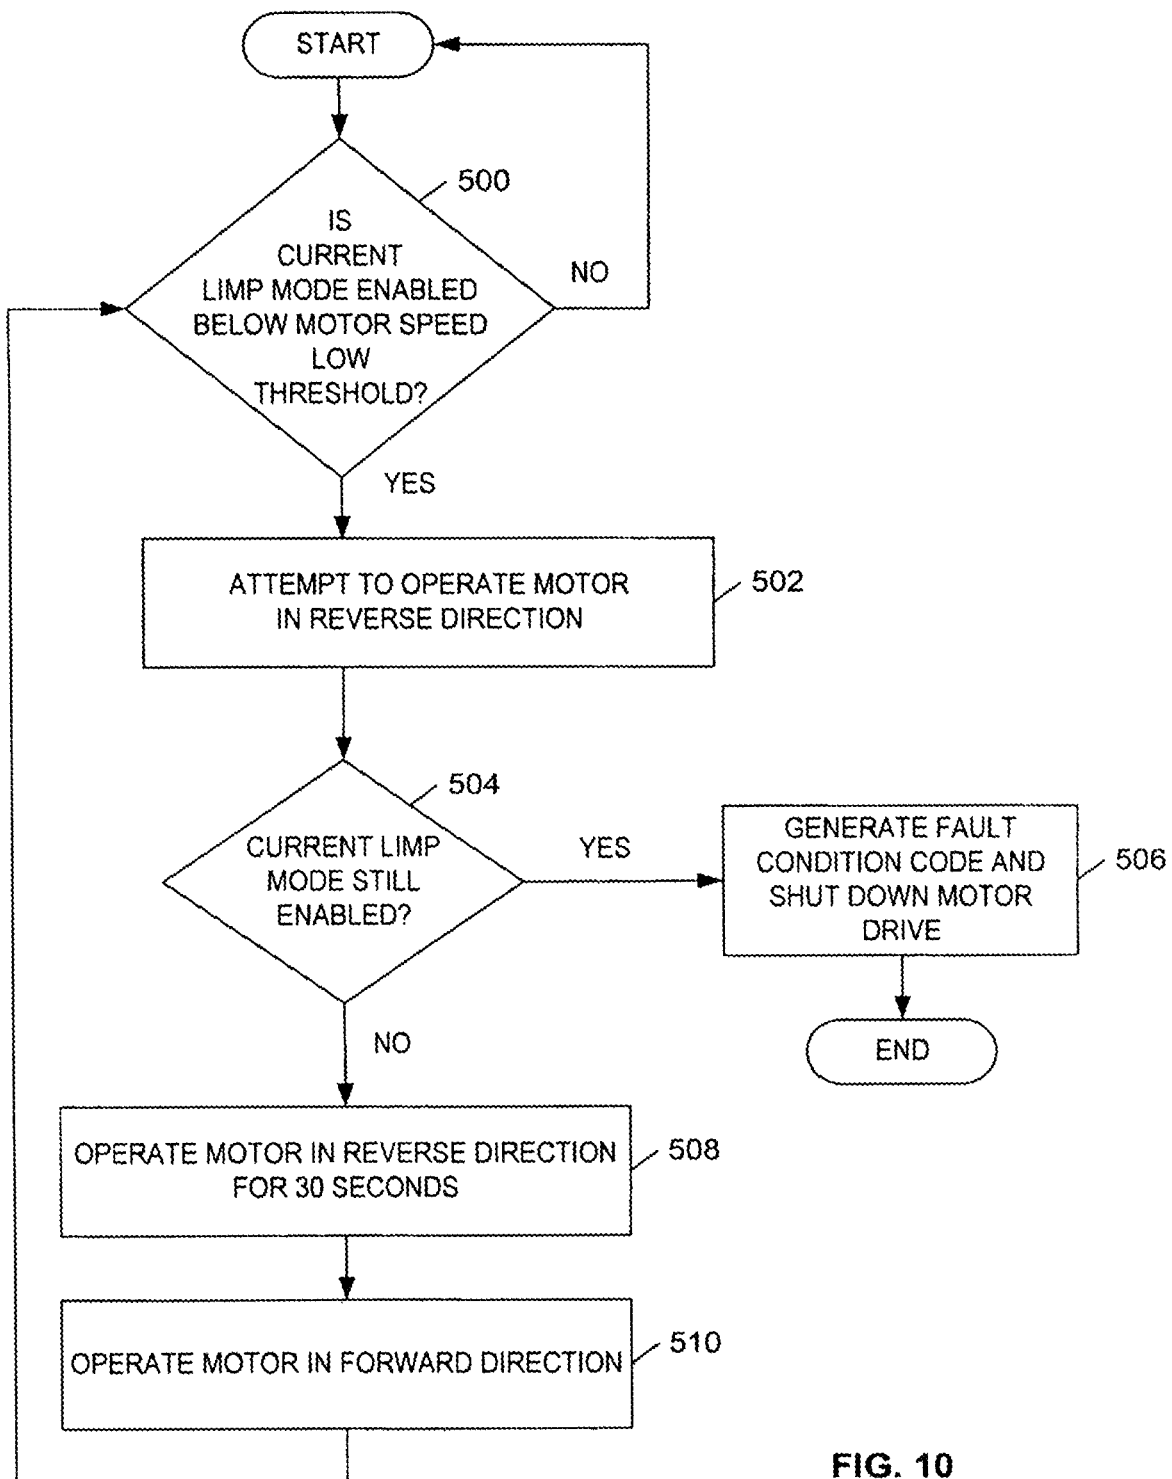 START
500
IS
CURRENT
LIMP MODE ENABLED
BELOW MOTOR SPEED
LOW
THRESHOLD?
NO
YES
ATTEMPT TO OPERATE MOTOR
IN REVERSE DIRECTION
502
504
CURRENT LIMP
MODE STILL
ENABLED?
YES
GENERATE FAULT
CONDITION CODE AND
SHUT DOWN MOTOR
DRIVE
506
END
NO
OPERATE MOTOR IN REVERSE DIRECTION
FOR 30 SECONDS
508
OPERATE MOTOR IN FORWARD DIRECTION
510
FIG. 10